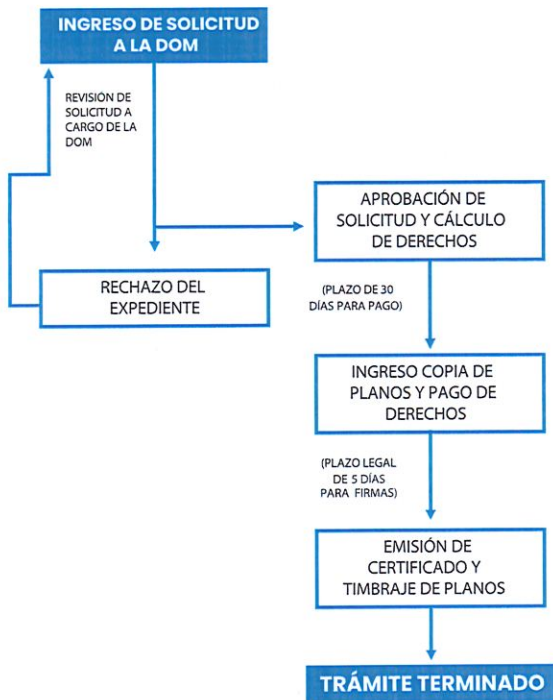 INGRESO DE SOLICITUD
A LA DOM
REVISIÓN DE
SOLICITUD A
CARGO DE LA
DOM
APROBACIÓN DE
SOLICITUD Y CÁLCULO
DE DERECHOS
RECHAZO DEL
EXPEDIENTE
(PLAZO DE 30
DÍAS PARA PAGO)
INGRESO COPIA DE
PLANOS Y PAGO DE
DERECHOS
(PLAZO LEGAL
DE 5 DÍAS
PARA FIRMAS)
EMISIÓN DE
CERTIFICADO Y
TIMBRAJE DE PLANOS
TRÁMITE TERMINADO